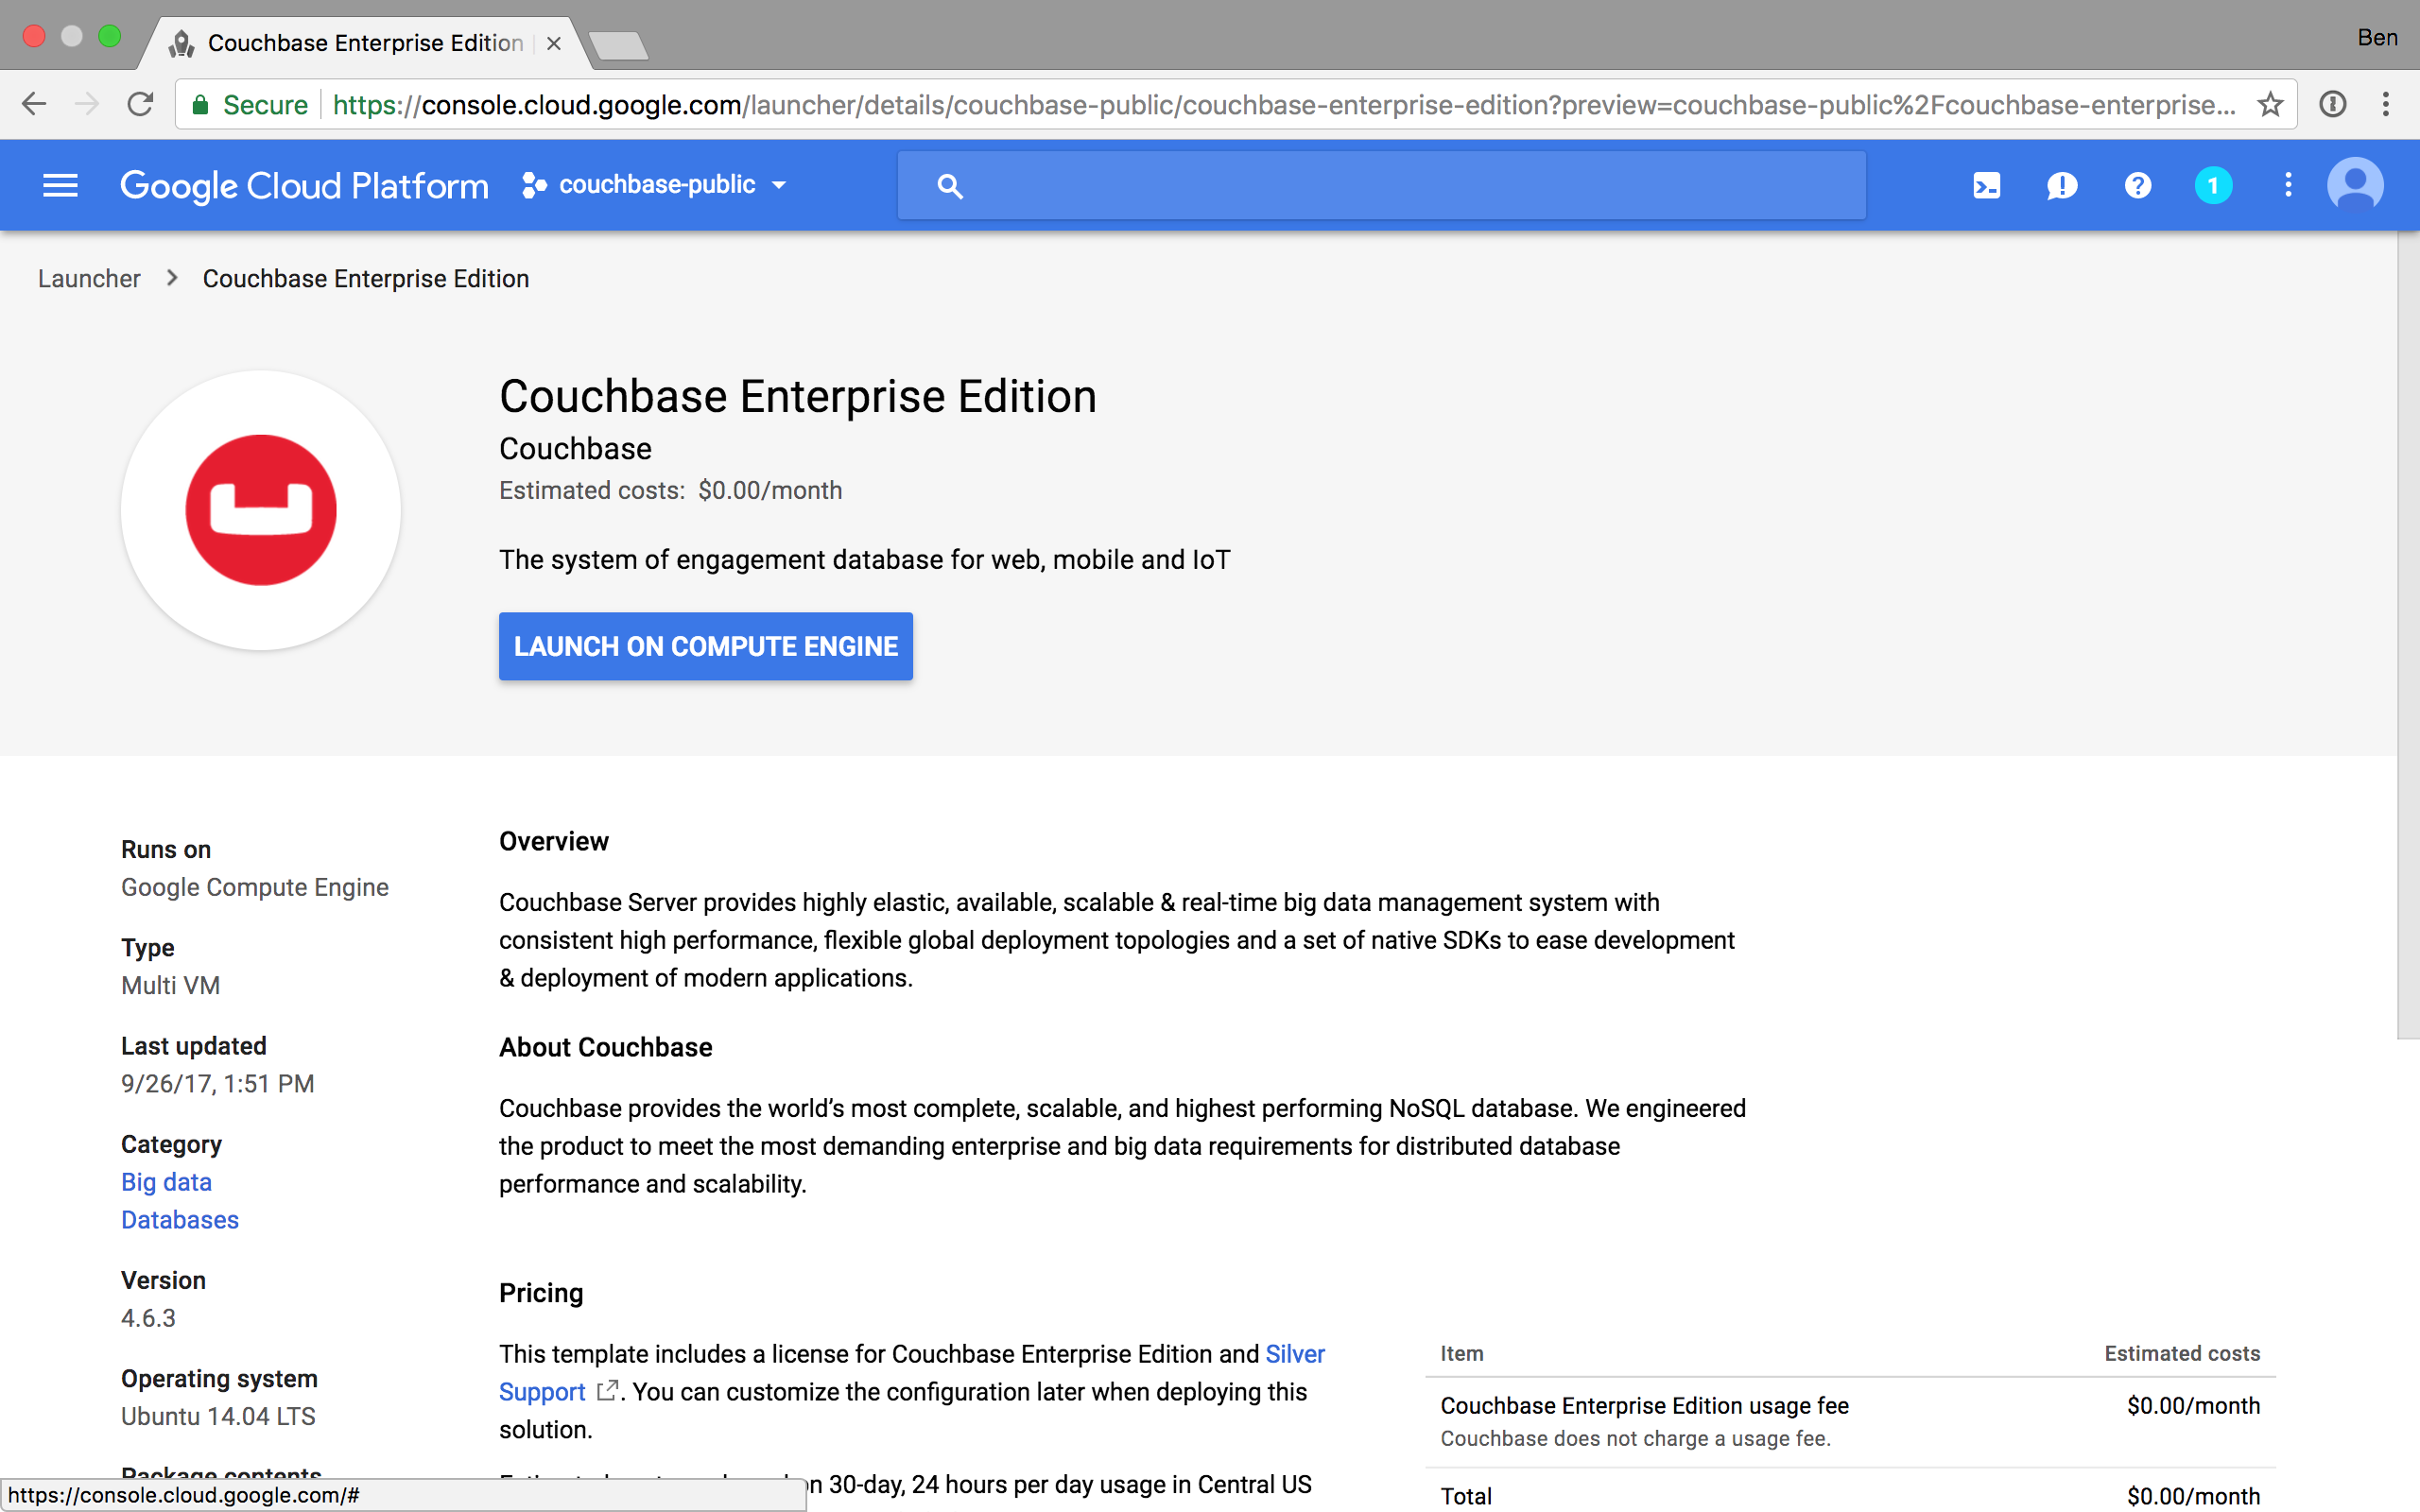 Couchbase Enterprise Edition
Ben
Secure
https://console.cloud.google.com/launcher/details/couchbase-public/couchbase-enterprise-edition?preview=couchbase-public%2Fcouchbase-enterprise...
Google Cloud Platform
couchbase-public
1
Launcher
Couchbase Enterprise Edition
Couchbase Enterprise Edition
Couchbase
Estimated costs: $0.00/month
The system of engagement database for web, mobile and IoT
LAUNCH ON COMPUTE ENGINE
Runs on
Google Compute Engine
Type
Multi VM
Last updated
9/26/17, 1:51 PM
Category
Big data
Databases
Version
4.6.3
Operating system
Ubuntu 14.04 LTS
Package contents
Overview
Couchbase Server provides highly elastic, available, scalable & real-time big data management system with
consistent high performance, flexible global deployment topologies and a set of native SDKs to ease development
& deployment of modern applications.
About Couchbase
Couchbase provides the world’s most complete, scalable, and highest performing NoSQL database. We engineered
the product to meet the most demanding enterprise and big data requirements for distributed database
performance and scalability.
Pricing
This template includes a license for Couchbase Enterprise Edition and Silver
Support. You can customize the configuration later when deploying this
solution.
30-day, 24 hours per day usage in Central US
Item
Estimated costs
Couchbase Enterprise Edition usage fee
$0.00/month
Couchbase does not charge a usage fee.
Total
$0.00/month
https://console.cloud.google.com/#